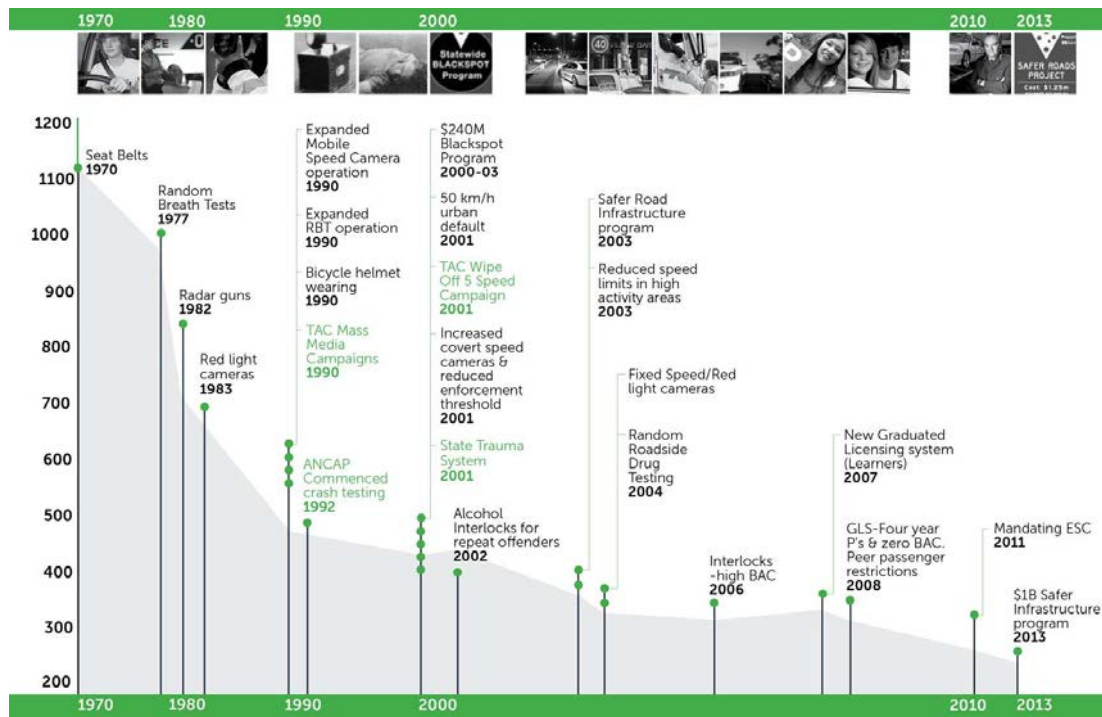 1970
1980
1990
2000
2010
2013
40
Statewide
BLACKSPOT
Program
SAFER ROADS
PROJECT
Cost: $1.25m
1200
1100
1000
900
800
700
600
500
400
300
200
Seat Belts
1970
Random
Breath Tests
1977
Radar guns
1982
Red light
cameras
1983
Expanded
Mobile
Speed Camera
operation
1990
Expanded
RBT operation
1990
Bicycle helmet
wearing
1990
TAC Mass
Media
Campaigns
1990
ANCAP
Commenced
crash testing
1992
$240M
Blackspot
Program
2000-03
50 km/h
urban
default
2001
TAC Wipe
Off 5 Speed
Campaign
2001
Increased
covert speed
cameras &
reduced
enforcement
threshold
2001
State Trauma
System
2001
Alcohol
Interlocks for
repeat offenders
2002
Safer Road
Infrastructure
program
2003
Reduced speed
limits in high
activity areas
2003
Fixed Speed/Red
light cameras
Random
Roadside
Drug
Testing
2004
Interlocks
-high BAC
2006
New Graduated
Licensing system
(Learners)
2007
GLS-Four year
P's & zero BAC.
Peer passenger
restrictions
2008
Mandating ESC
2011
$1B Safer
Infrastructure
program
2013
1970
1980
1990
2000
2010
2013